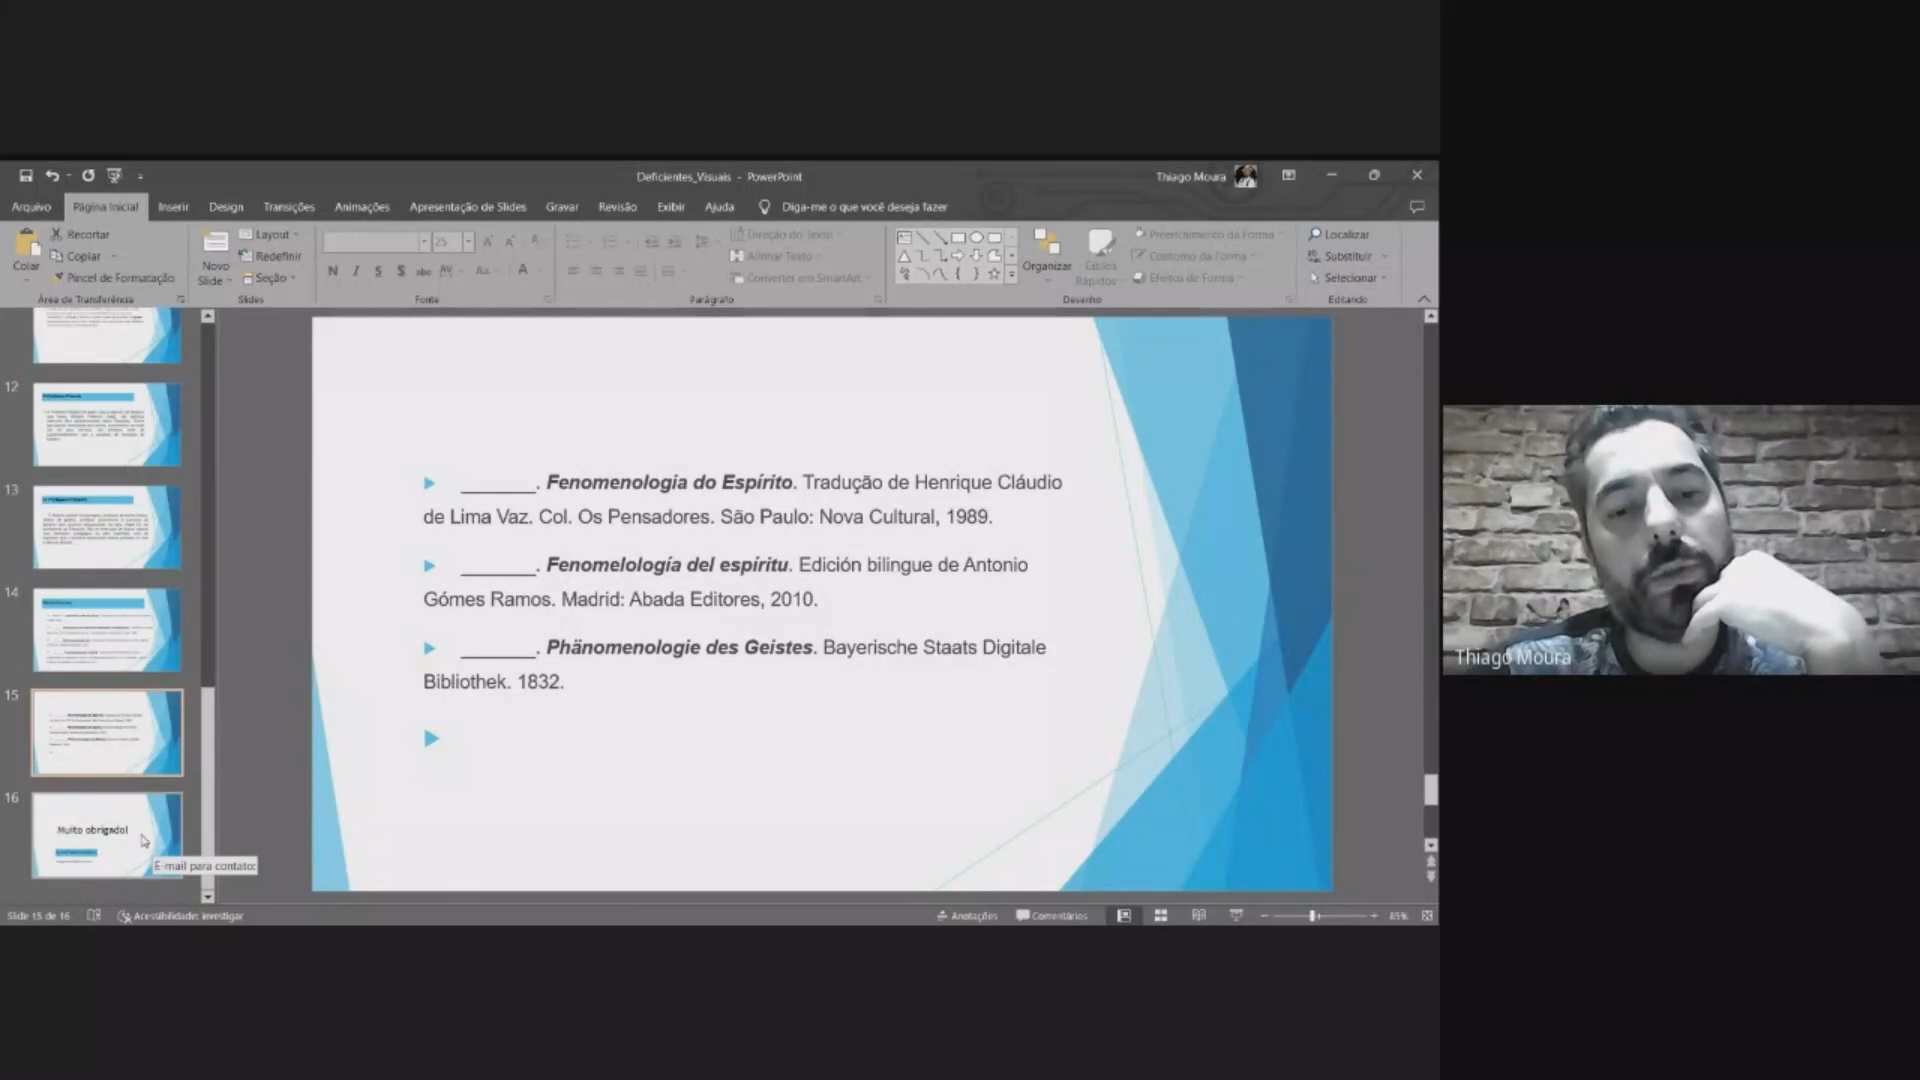 Deficientes_Visuais - PowerPoint
Thiago Moura
Arquivo Página Inicial Inserir Design Transições Animações Apresentação de Slides Gravar Revisão Exibir Ajuda Diga-me o que você deseja fazer
Colar
Recortar
Copiar
Pincel de Formatação
Área de Transferência
Novo
Slide
Layout
Redefinir
Seção
Slides
25
N I S S abc AV Aa A
Fonte
Direção do Texto
Alinhar Texto
Converter em SmartArt
Parágrafo
Organizar
Estilos
Rápidos
Preenchimento da Forma
Contorno da Forma
Efeitos de Forma
Desenho
Localizar
Substituir
Selecionar
Editando
12
13
14
15
16
Muito obrigado!
E-mail para contato:
_______. Fenomenologia do Espírito. Tradução de Henrique Cláudio
de Lima Vaz. Col. Os Pensadores. São Paulo: Nova Cultural, 1989.
_______. Fenomelología del espíritu. Edición bilingue de Antonio
Gómes Ramos. Madrid: Abada Editores, 2010.
_______. Phänomenologie des Geistes. Bayerische Staats Digitale
Bibliothek. 1832.
Slide 15 de 16
Acessibilidade: investigar
Anotações
Comentários
85%
Thiago Moura